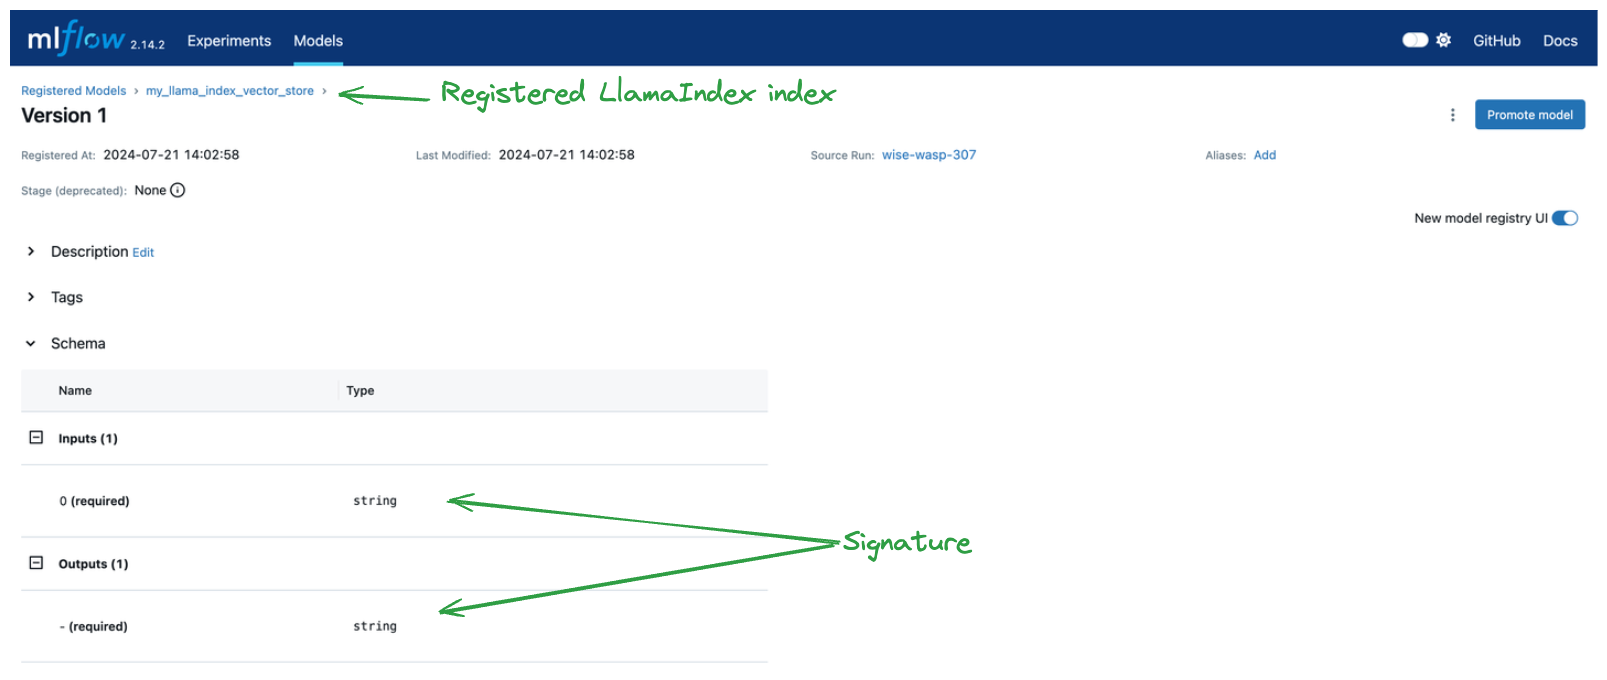 mlflow 2.14.2 Experiments Models GitHub Docs
Registered Models › my_llama_index_vector_store › Registered LlamaIndex index
Version 1 Promote model
Registered At: 2024-07-21 14:02:58 Last Modified: 2024-07-21 14:02:58 Source Run: wise-wasp-307 Aliases: Add
Stage (deprecated): None
New model registry UI
Description Edit
Tags
Schema
Name Type
Inputs (1)
0 (required) string
Signature
Outputs (1)
- (required) string